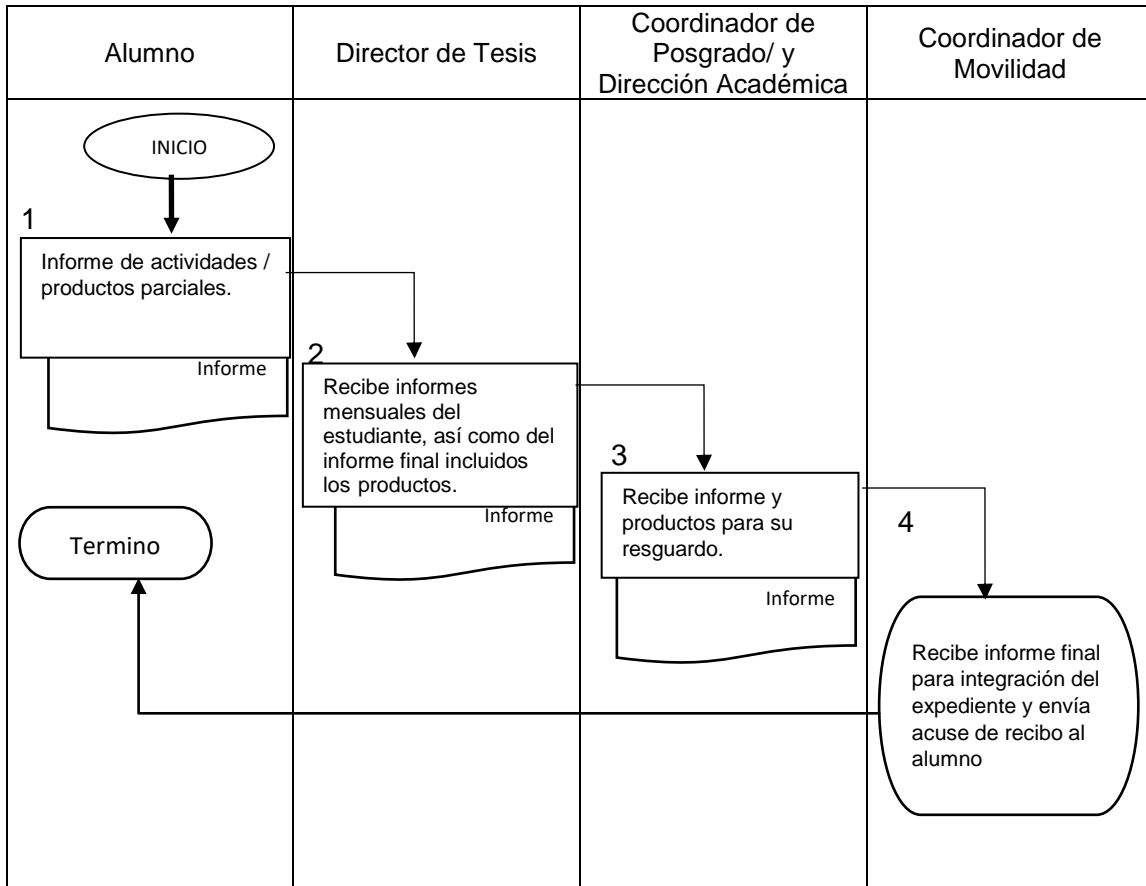 Alumno
Director de Tesis
Coordinador de
Posgrado/ y
Dirección Académica
Coordinador de
Movilidad
INICIO
1
Informe de actividades /
productos parciales.
Informe
2
Recibe informes
mensuales del
estudiante, así como del
informe final incluidos
los productos.
Informe
3
Recibe informe y
productos para su
resguardo.
Informe
4
Recibe informe final
para integración del
expediente y envía
acuse de recibo al
alumno
Termino